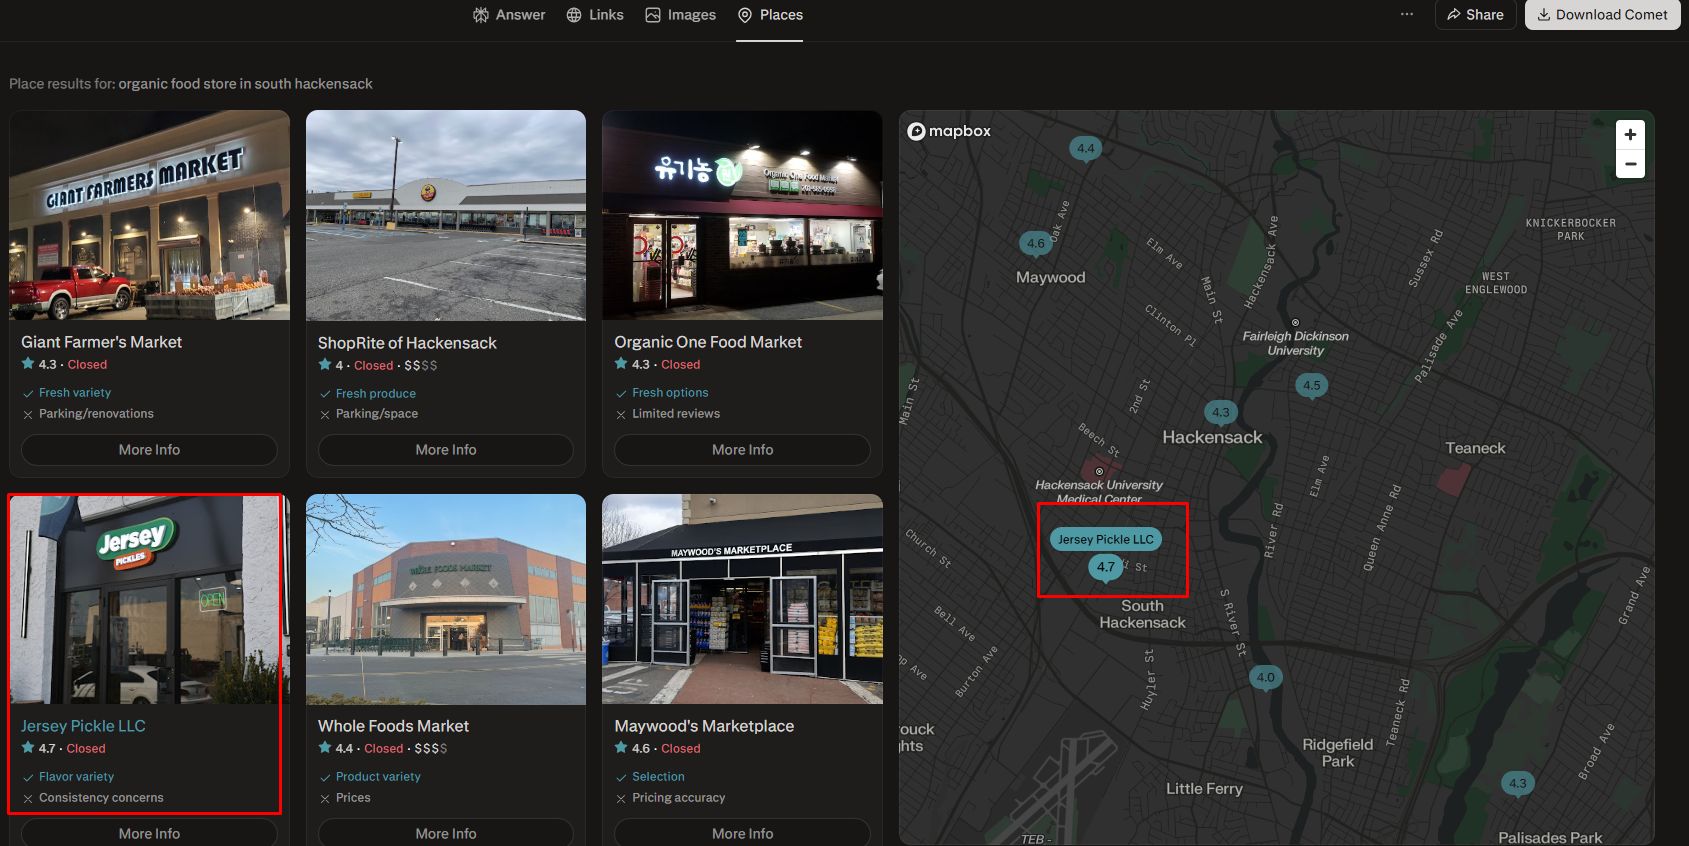 Answer
Links
Images
Places
Share
Download Comet
Place results for: organic food store in south hackensack
GIANT FARMERS MARKET
Giant Farmer's Market
4.3 · Closed
Fresh variety
Parking/renovations
More Info
ShopRite of Hackensack
4 · Closed · $$$$
Fresh produce
Parking/space
More Info
유기농
Organic One Food Market
Organic One Food Market
4.3 · Closed
Fresh options
Limited reviews
More Info
Jersey
PICKLES
OPEN
Jersey Pickle LLC
4.7 · Closed
Flavor variety
Consistency concerns
More Info
WHOLE FOODS MARKET
Whole Foods Market
4.4 · Closed · $$$$
Product variety
Prices
More Info
MAYWOOD'S MARKETPLACE
Maywood's Marketplace
4.6 · Closed
Selection
Pricing accuracy
More Info
mapbox
+
−
4.4
KNICKERBOCKER
PARK
Oak Ave
4.6
Maywood
Elm Ave
Hackensack Ave
Sussex Rd
Main St
WEST
ENGLEWOOD
Clinton Pl
Fairleigh Dickinson
University
Palisade Ave
4.5
Main St
2nd St
4.3
Hackensack
Beech St
Teaneck
Elm Ave
Hackensack University
Medical Center
Queen Anne Rd
River Rd
Jersey Pickle LLC
4.7
St
Church St
South
Hackensack
S River St
Grand Ave
Bell Ave
Burton Ave
Huyler St
4.0
Teaneck Rd
Ridgefield
Park
Broad Ave
4.3
Little Ferry
TEB -
Palisades Park